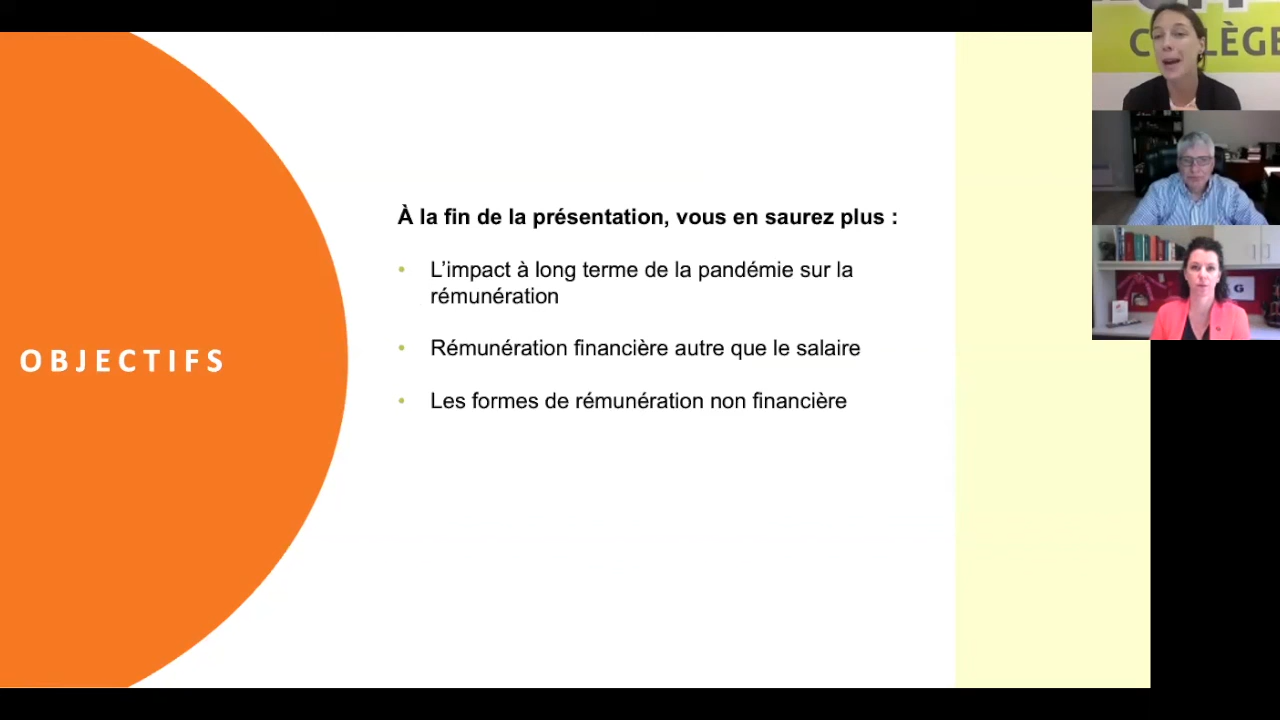 COLLÈGE
À la fin de la présentation, vous en saurez plus :
• L'impact à long terme de la pandémie sur la
rémunération
• Rémunération financière autre que le salaire
• Les formes de rémunération non financière
OBJECTIFS
G